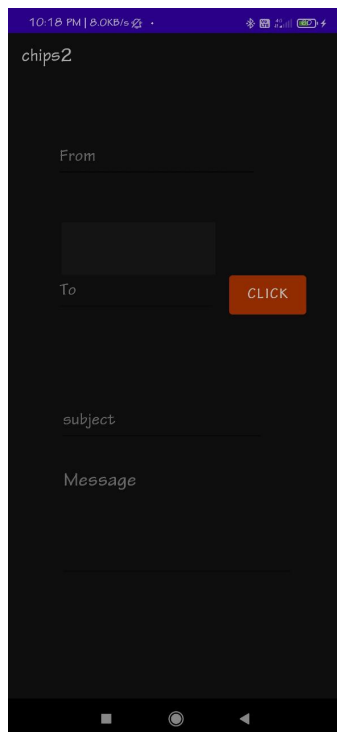 10:18 PM | 8.0KB/s
chips2
From
To
CLICK
subject
Message